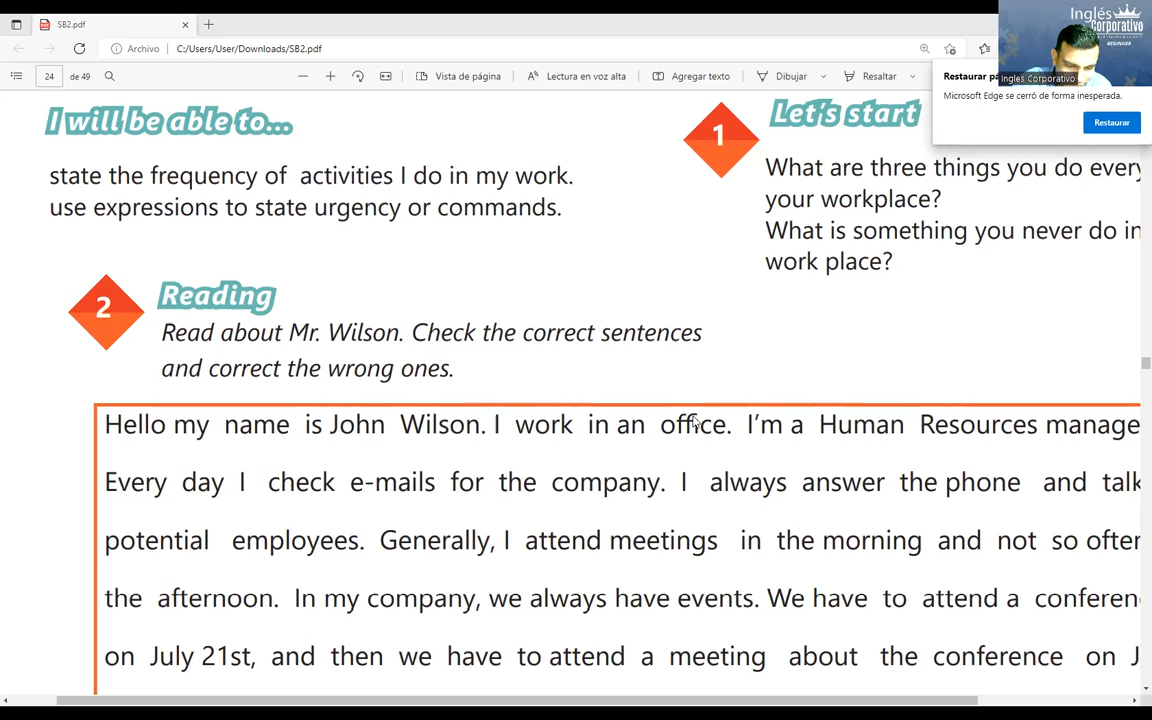 SB2.pdf
Archivo
C:/Users/User/Downloads/SB2.pdf
24
de 49
Vista de página
Lectura en voz alta
Agregar texto
Dibujar
Resaltar
Inglés
Corporativo
BEGINNER
Inglés Corporativo
Restaurar
Microsoft Edge se cerró de forma inesperada.
Restaurar
I will be able to...
state the frequency of activities I do in my work.
use expressions to state urgency or commands.
1
Let's start
What are three things you do every
your workplace?
What is something you never do in
work place?
2
Reading
Read about Mr. Wilson. Check the correct sentences
and correct the wrong ones.
Hello my name is John Wilson. I work in an office. I'm a Human Resources manage
Every day I check e-mails for the company. I always answer the phone and talk
potential employees. Generally, I attend meetings in the morning and not so often
the afternoon. In my company, we always have events. We have to attend a conferen
on July 21st, and then we have to attend a meeting about the conference on J